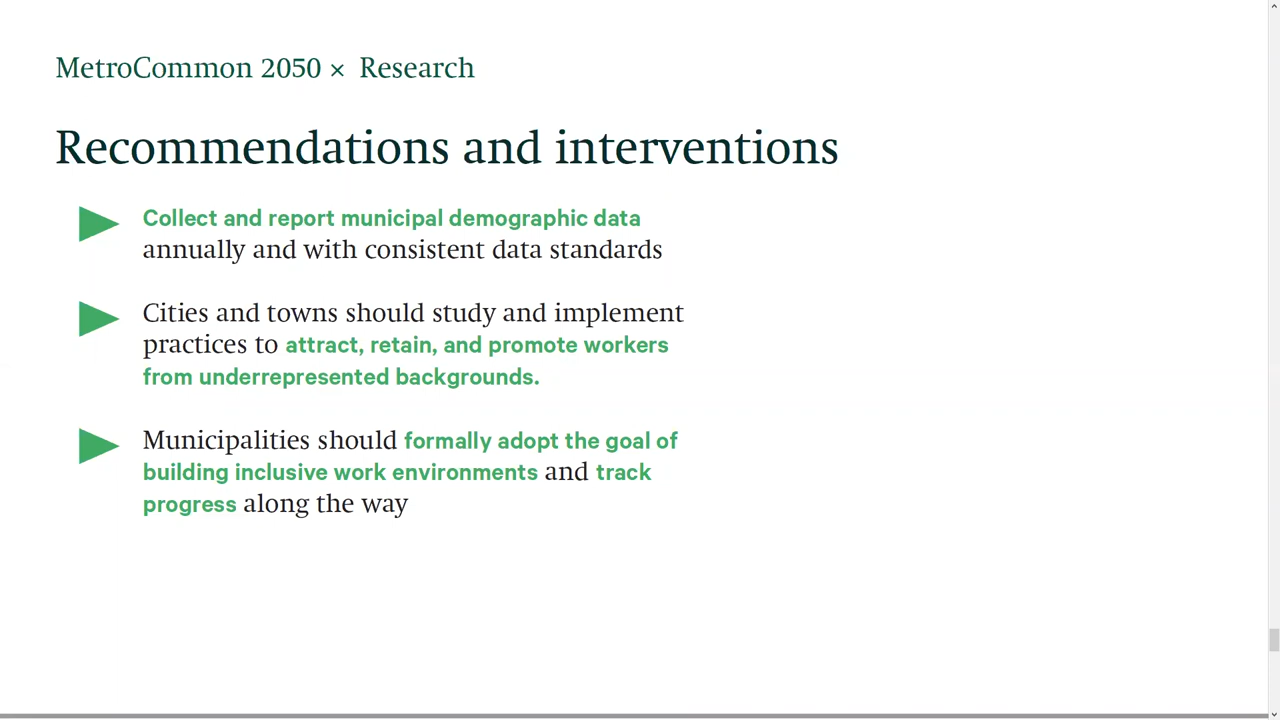 MetroCommon 2050 × Research
Recommendations and interventions
Collect and report municipal demographic data
annually and with consistent data standards
Cities and towns should study and implement
practices to attract, retain, and promote workers
from underrepresented backgrounds.
Municipalities should formally adopt the goal of
building inclusive work environments and track
progress along the way